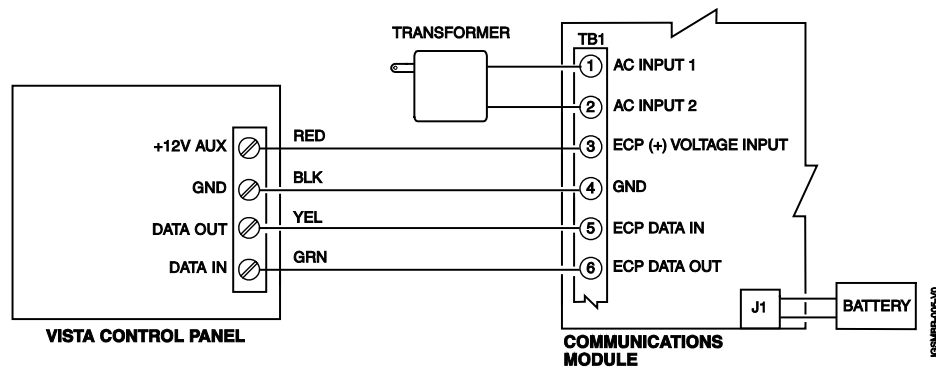 TRANSFORMER
TB1
1 AC INPUT 1
2 AC INPUT 2
+12V AUX RED 3 ECP (+) VOLTAGE INPUT
GND BLK 4 GND
DATA OUT YEL 5 ECP DATA IN
DATA IN GRN 6 ECP DATA OUT
J1 BATTERY
VISTA CONTROL PANEL
COMMUNICATIONS
MODULE